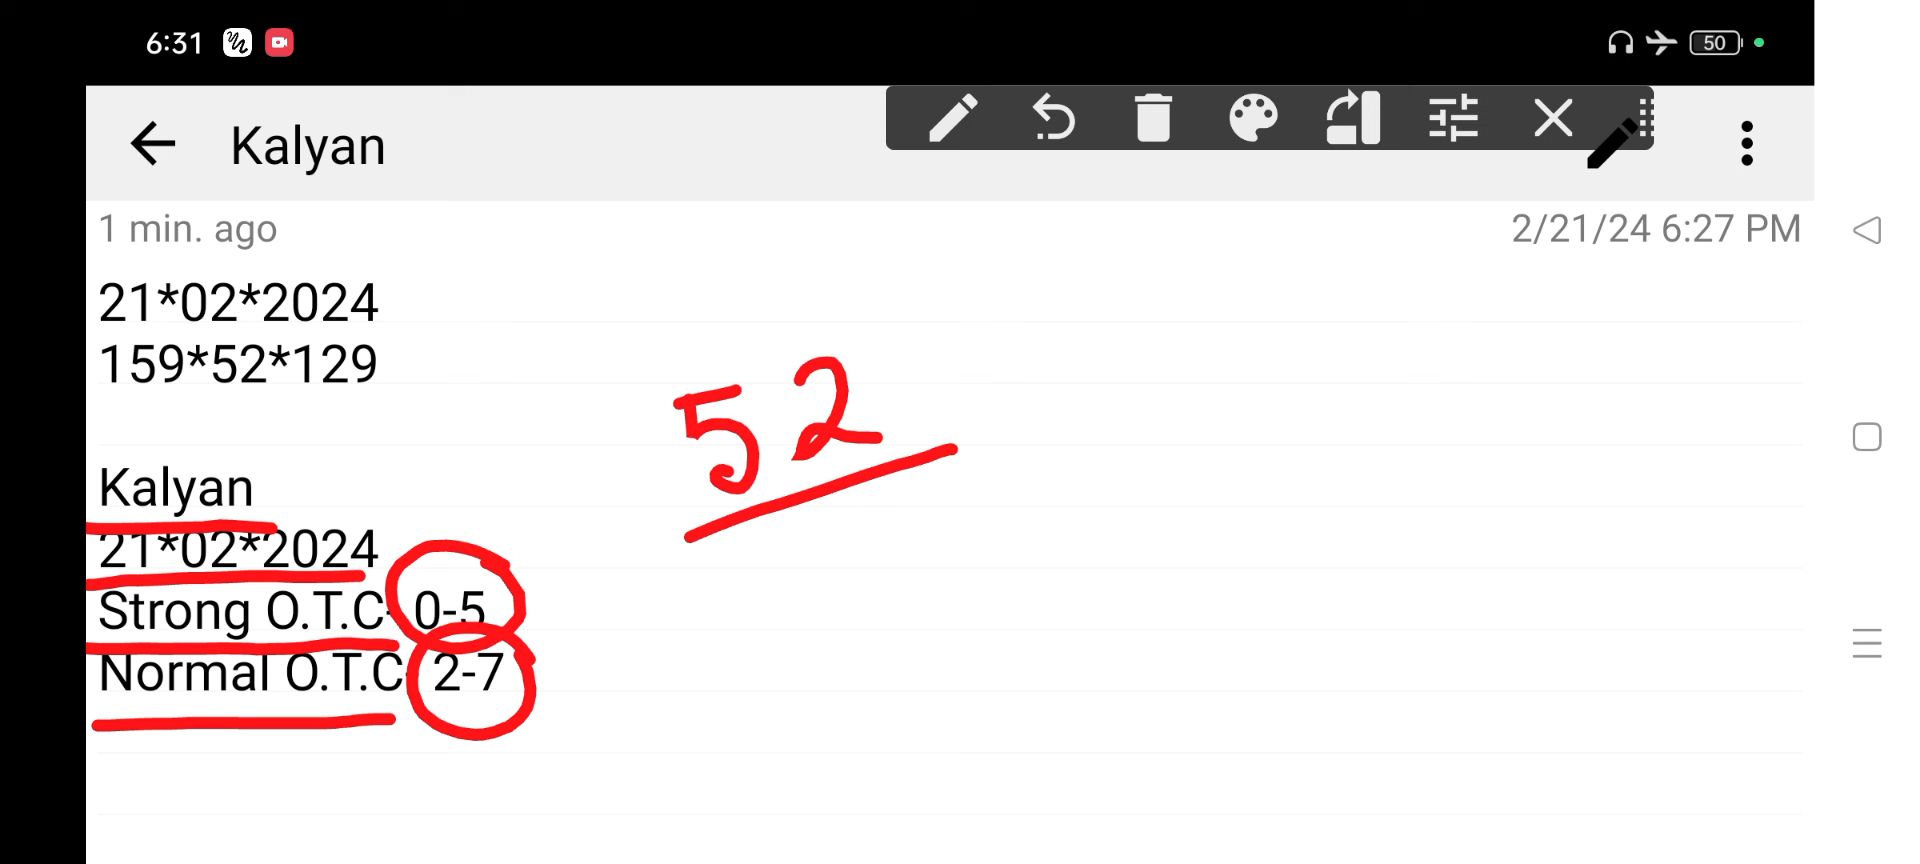 6:31
50
Kalyan
1 min. ago
2/21/24 6:27 PM
21*02*2024
159*52*129
52
Kalyan
21*02*2024
Strong O.T.C- 0-5
Normal O.T.C- 2-7